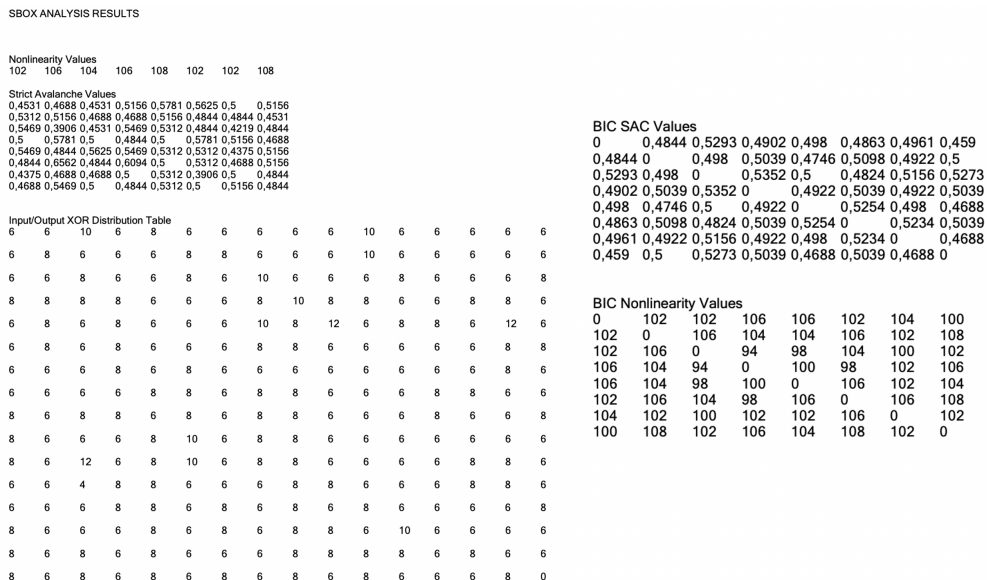 SBOX ANALYSIS RESULTS
Nonlinearity Values
102 106 104 106 108 102 102 108
Strict Avalanche Values
0,4531 0,4688 0,4531 0,5156 0,5781 0,5625 0,5 0,5156
0,5312 0,5156 0,4688 0,4688 0,5156 0,4844 0,4844 0,4531
0,5469 0,3906 0,4531 0,5469 0,5312 0,4844 0,4219 0,4844
0,5 0,5781 0,5 0,4844 0,5 0,5781 0,5156 0,4688
0,5469 0,4844 0,5625 0,5469 0,5312 0,5312 0,4375 0,5156
0,4844 0,6562 0,4844 0,6094 0,5 0,5312 0,4688 0,5156
0,4375 0,4688 0,4688 0,5 0,5312 0,3906 0,5 0,4844
0,4688 0,5469 0,5 0,4844 0,5312 0,5 0,5156 0,4844
Input/Output XOR Distribution Table
6 6 10 6 8 6 6 6 6 6 10 6 6 6 6 6
6 8 6 6 6 8 8 6 6 6 10 6 6 6 6 6
6 6 8 6 6 8 6 10 6 6 6 8 6 6 6 8
8 8 8 8 6 6 6 8 10 8 8 6 6 8 8 6
6 8 6 8 6 6 6 10 8 12 6 8 8 6 12 6
6 8 6 8 6 6 6 8 8 6 6 6 6 6 8 8
6 6 6 8 6 8 6 6 6 6 6 6 6 6 8 6
6 6 6 6 8 8 6 8 8 6 6 6 8 8 6 6
8 6 8 8 6 8 6 8 8 6 6 6 8 6 6 8
8 6 6 6 8 10 6 8 8 6 6 6 6 6 6 6
8 6 12 6 8 10 6 8 8 6 6 6 6 8 8 6
6 6 4 8 8 6 6 6 8 8 6 6 6 8 8 6
6 6 6 8 8 6 8 6 8 6 8 6 6 6 6 8
8 6 6 6 8 6 8 6 8 8 6 10 6 6 6 6
8 6 8 6 8 6 6 6 8 8 8 8 6 8 6 6
8 6 8 6 8 6 8 6 8 6 8 6 6 6 8 0
BIC SAC Values
0 0,4844 0,5293 0,4902 0,498 0,4863 0,4961 0,459
0,4844 0 0,498 0,5039 0,4746 0,5098 0,4922 0,5
0,5293 0,498 0 0,5352 0,5 0,4824 0,5156 0,5273
0,4902 0,5039 0,5352 0 0,4922 0,5039 0,4922 0,5039
0,498 0,4746 0,5 0,4922 0 0,5254 0,498 0,4688
0,4863 0,5098 0,4824 0,5039 0,5254 0 0,5234 0,5039
0,4961 0,4922 0,5156 0,4922 0,498 0,5234 0 0,4688
0,459 0,5 0,5273 0,5039 0,4688 0,5039 0,4688 0
BIC Nonlinearity Values
0 102 102 106 106 102 104 100
102 0 106 104 104 106 102 108
102 106 0 94 98 104 100 102
106 104 94 0 100 98 102 106
106 104 98 100 0 106 102 104
102 106 104 98 106 0 106 108
104 102 100 102 102 106 0 102
100 108 102 106 104 108 102 0